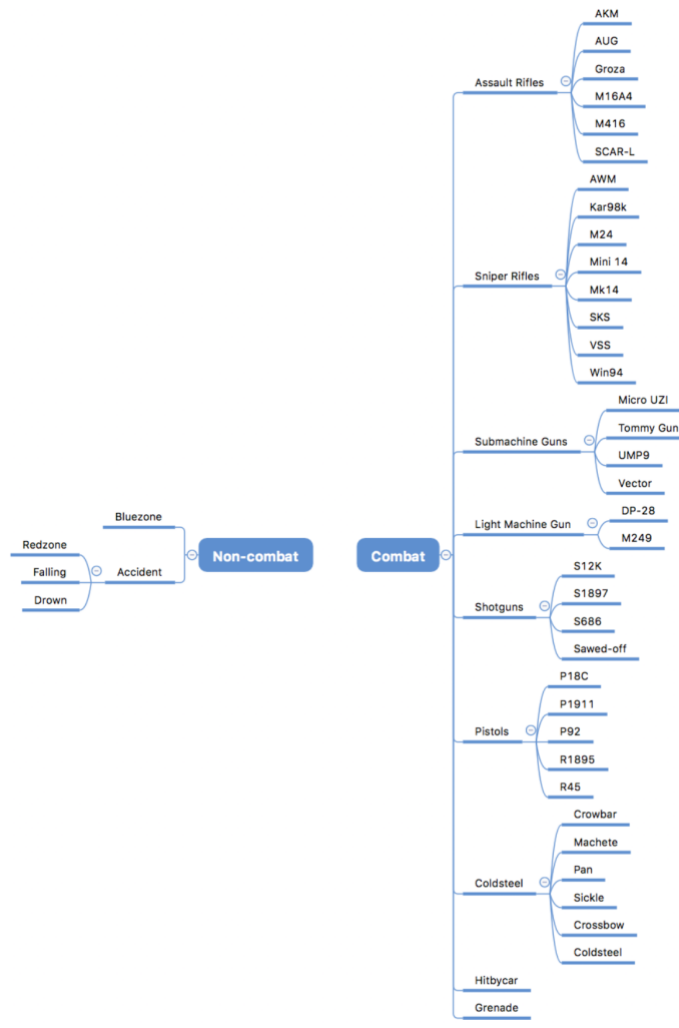 Non-combat
Bluezone
Accident
Redzone
Falling
Drown
Combat
Assault Rifles
AKM
AUG
Groza
M16A4
M416
SCAR-L
Sniper Rifles
AWM
Kar98k
M24
Mini 14
Mk14
SKS
VSS
Win94
Submachine Guns
Micro UZI
Tommy Gun
UMP9
Vector
Light Machine Gun
DP-28
M249
Shotguns
S12K
S1897
S686
Sawed-off
Pistols
P18C
P1911
P92
R1895
R45
Coldsteel
Crowbar
Machete
Pan
Sickle
Crossbow
Coldsteel
Hitbycar
Grenade